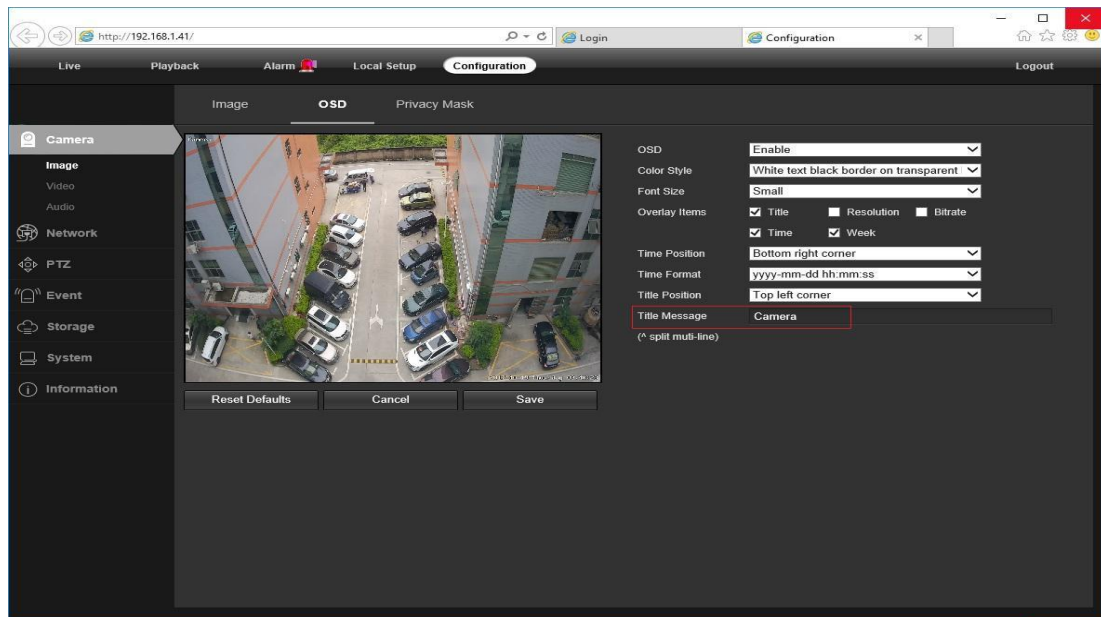 http://192.168.1.41/
Login
Configuration
Live Playback Alarm Local Setup Configuration Logout
Image OSD Privacy Mask
Camera
Image
Video
Audio
Network
PTZ
Event
Storage
System
Information
Reset Defaults Cancel Save
OSD Enable
Color Style White text black border on transparent
Font Size Small
Overlay Items Title Resolution Bitrate
Time Week
Time Position Bottom right corner
Time Format yyyy-mm-dd hh:mm:ss
Title Position Top left corner
Title Message Camera
(^ split muti-line)